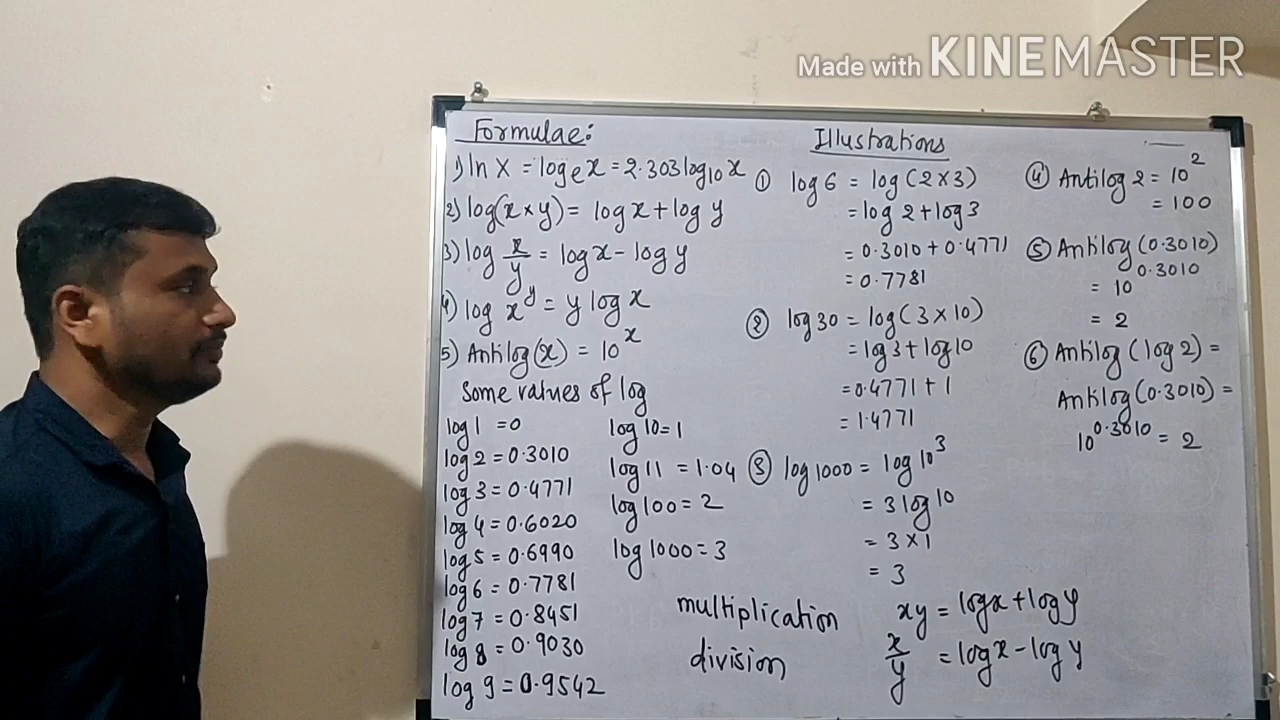 Made with KINEMASTER
Formulae:
1) ln X = logₑx = 2.303 log₁₀x
2) log(x × y) = log x + log y
3) log x/y = log x - log y
4) log x^y = y log x
5) Antilog(x) = 10^x
Some values of log
log 1 = 0
log 2 = 0.3010
log 3 = 0.4771
log 4 = 0.6020
log 5 = 0.6990
log 6 = 0.7781
log 7 = 0.8451
log 8 = 0.9030
log 9 = 0.9542
log 10 = 1
log 11 = 1.04
log 100 = 2
log 1000 = 3
Illustrations
① log 6 = log(2 × 3)
= log 2 + log 3
= 0.3010 + 0.4771
= 0.7781
② log 30 = log(3 × 10)
= log 3 + log 10
= 0.4771 + 1
= 1.4771
③ log 1000 = log 10³
= 3 log 10
= 3 × 1
= 3
④ Antilog 2 = 10²
= 100
⑤ Antilog(0.3010)
= 10^0.3010
= 2
⑥ Antilog(log 2) =
Antilog(0.3010) =
10^0.3010 = 2
multiplication xy = log x + log y
division x/y = log x - log y